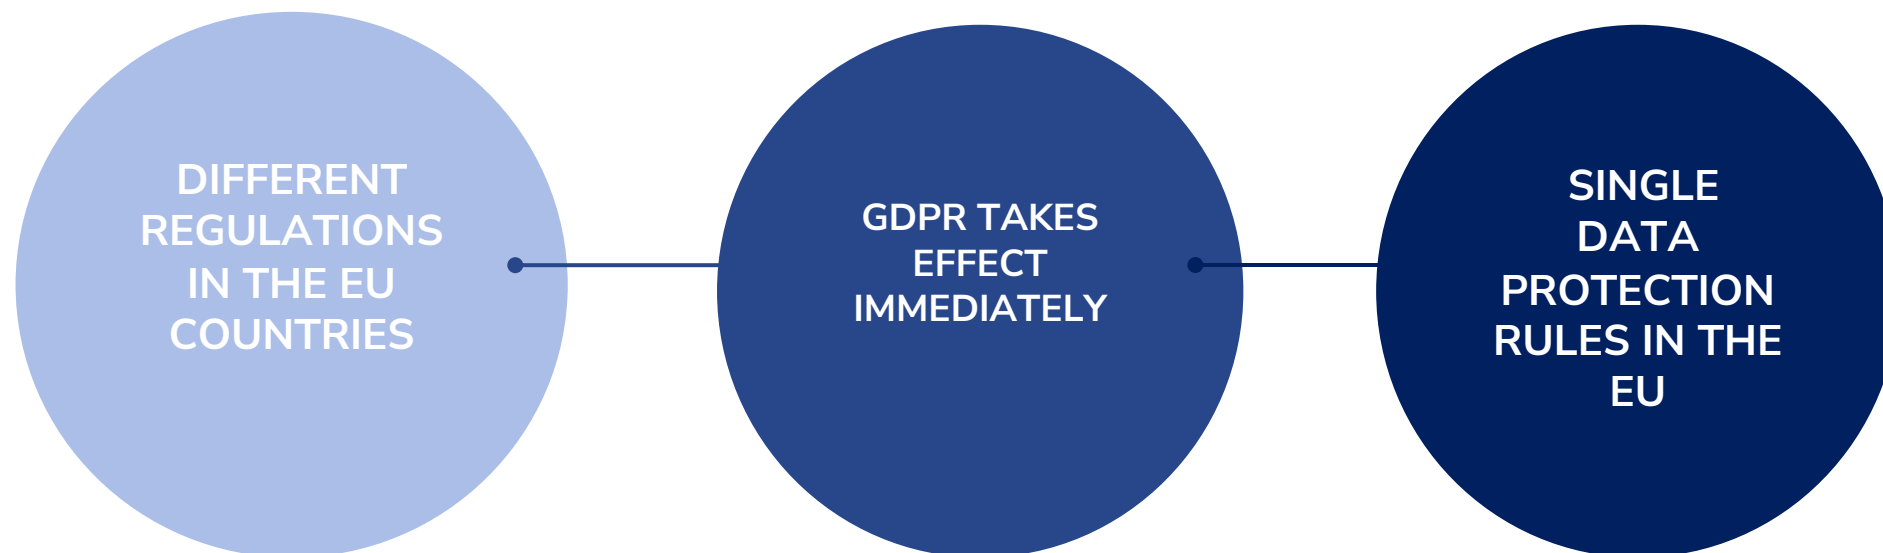 DIFFERENT
REGULATIONS
IN THE EU
COUNTRIES
GDPR TAKES
EFFECT
IMMEDIATELY
SINGLE
DATA
PROTECTION
RULES IN THE
EU